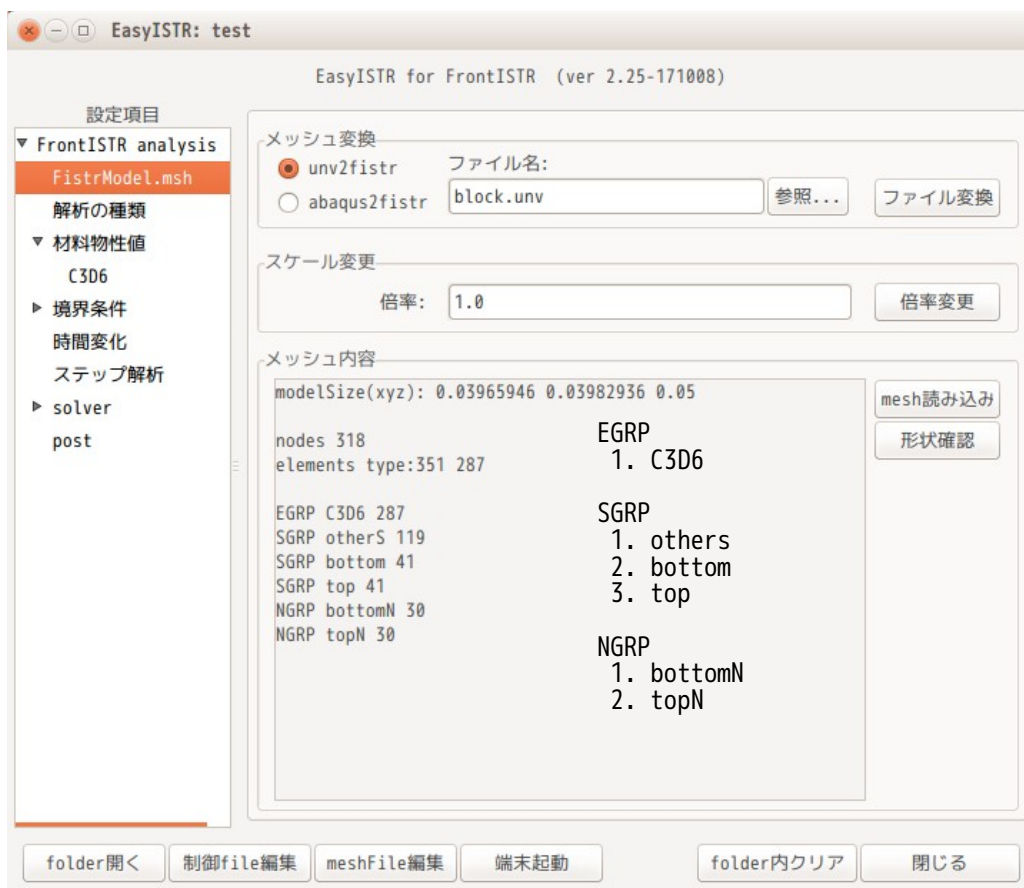 EasyISTR: test
EasyISTR for FrontISTR (ver 2.25-171008)
設定項目
FrontISTR analysis
FistrModel.msh
解析の種類
材料物性値
C3D6
境界条件
時間変化
ステップ解析
solver
post
メッシュ変換
unv2fistr
abaqus2fistr
ファイル名:
block.unv
参照...
ファイル変換
スケール変更
倍率:
1.0
倍率変更
メッシュ内容
modelSize(xyz): 0.03965946 0.03982936 0.05
nodes 318
elements type:351 287
EGRP C3D6 287
SGRP otherS 119
SGRP bottom 41
SGRP top 41
NGRP bottomN 30
NGRP topN 30
EGRP
1. C3D6
SGRP
1. others
2. bottom
3. top
NGRP
1. bottomN
2. topN
mesh読み込み
形状確認
folder開く
制御file編集
meshFile編集
端末起動
folder内クリア
閉じる